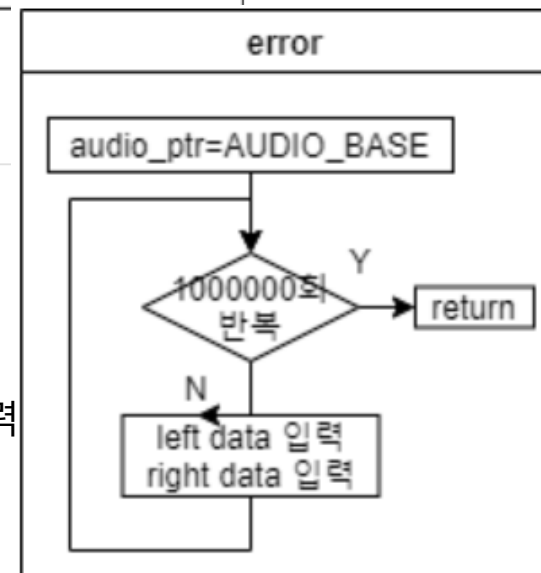 error
audio_ptr=AUDIO_BASE
1000000회
반복
Y
return
N
left data 입력
right data 입력
력